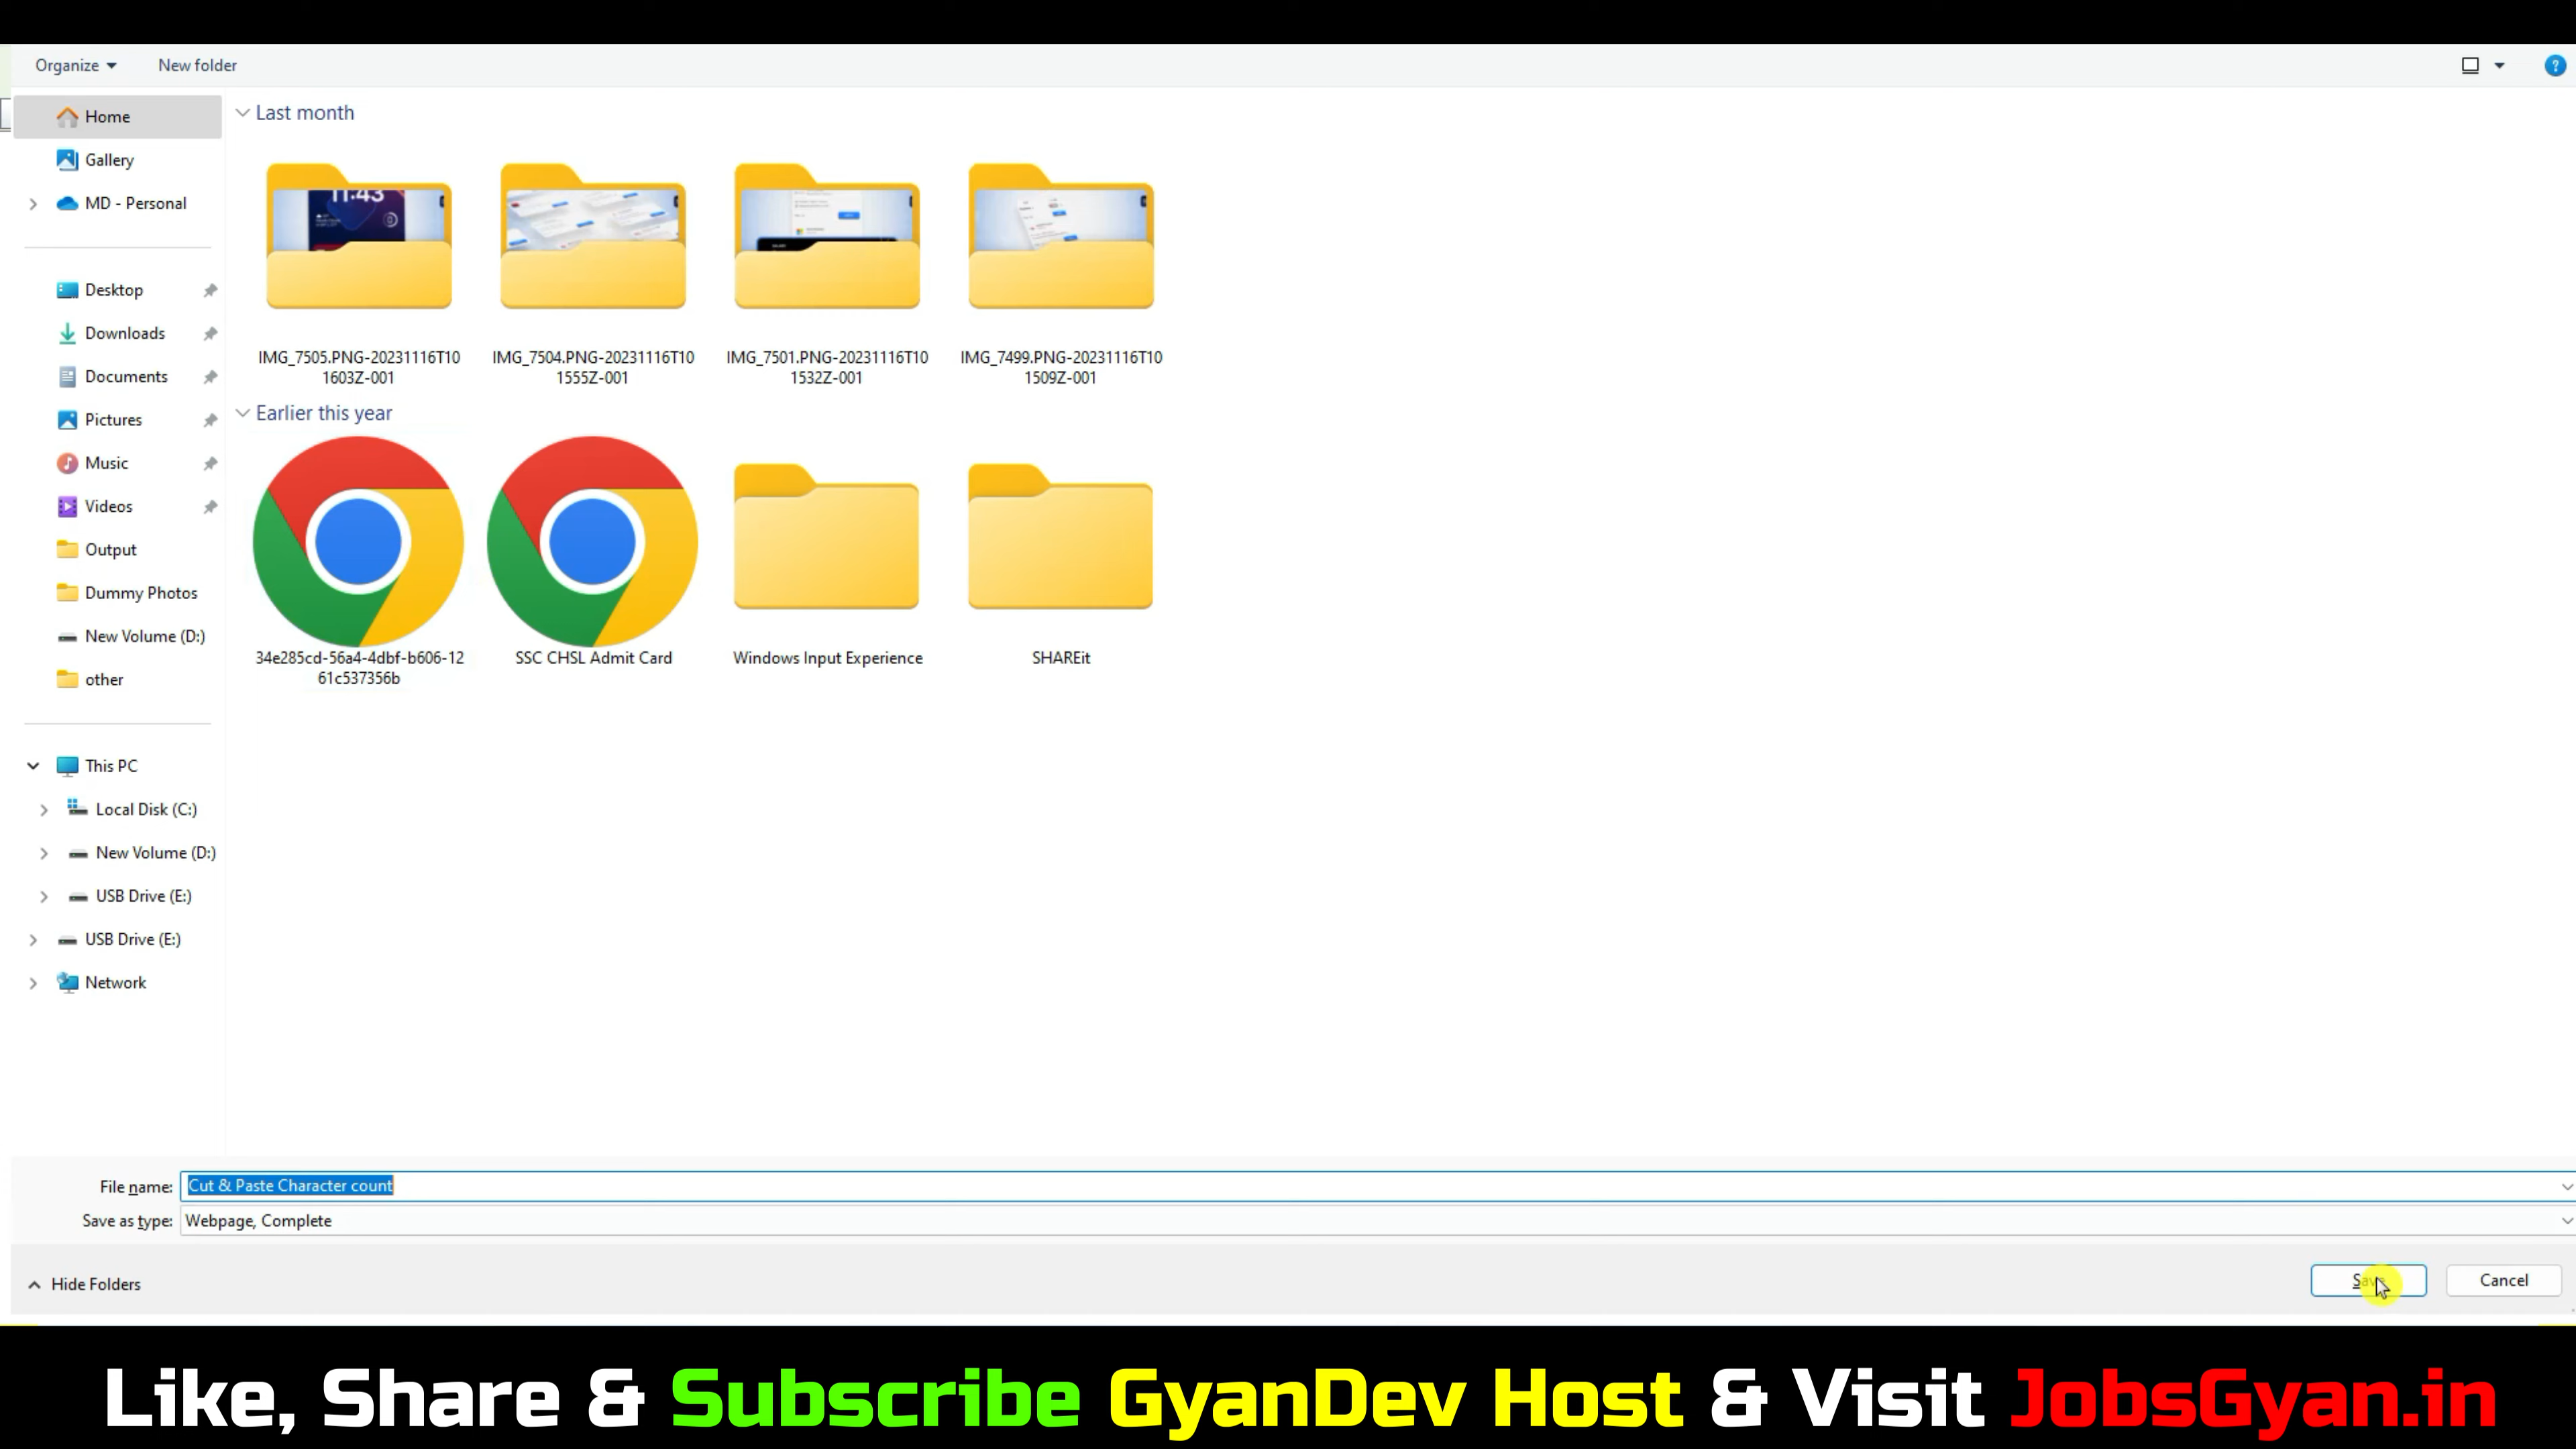 Organize
New folder
Home
Gallery
MD - Personal
Desktop
Downloads
Documents
Pictures
Music
Videos
Output
Dummy Photos
New Volume (D:)
other
This PC
Local Disk (C:)
New Volume (D:)
USB Drive (E:)
USB Drive (E:)
Network
Last month
11:43
IMG_7505.PNG-20231116T10
1603Z-001
IMG_7504.PNG-20231116T10
1555Z-001
IMG_7501.PNG-20231116T10
1532Z-001
IMG_7499.PNG-20231116T10
1509Z-001
Earlier this year
34e285cd-56a4-4dbf-b606-12
61c537356b
SSC CHSL Admit Card
Windows Input Experience
SHAREit
File name: Cut & Paste Character count
Save as type: Webpage, Complete
Hide Folders
Save
Cancel
Like, Share & Subscribe GyanDev Host & Visit JobsGyan.in